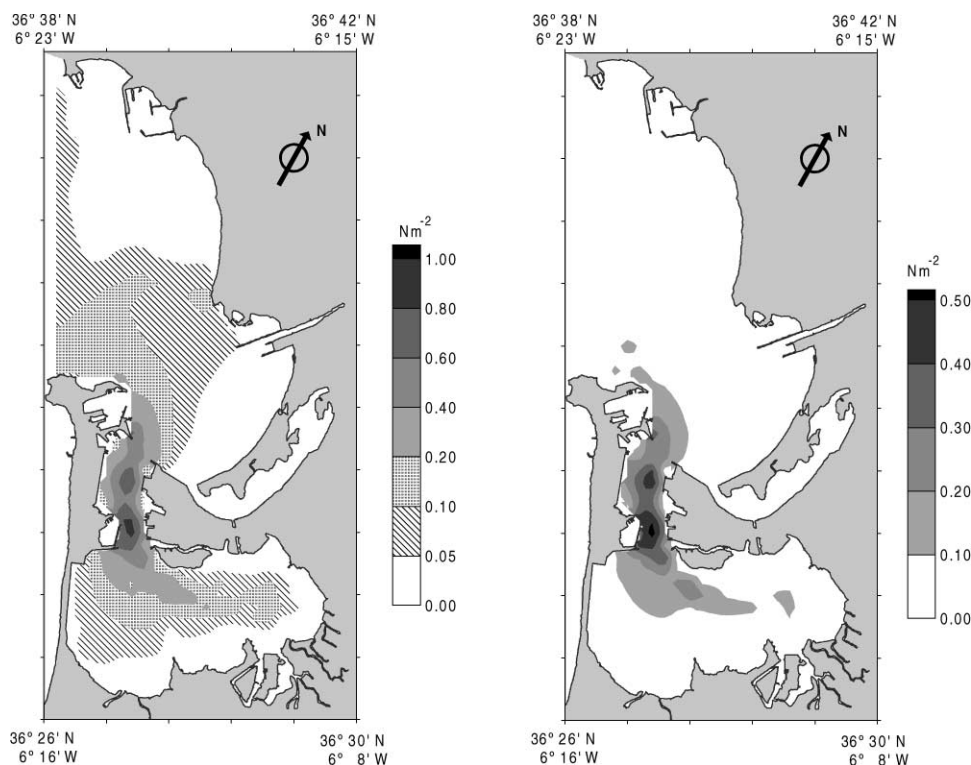 36° 38' N
6° 23' W
36° 42' N
6° 15' W
N
Nm-2
1.00
0.80
0.60
0.40
0.20
0.10
0.05
0.00
36° 26' N
6° 16' W
36° 30' N
6° 8' W
36° 38' N
6° 23' W
36° 42' N
6° 15' W
N
Nm-2
0.50
0.40
0.30
0.20
0.10
0.00
36° 26' N
6° 16' W
36° 30' N
6° 8' W